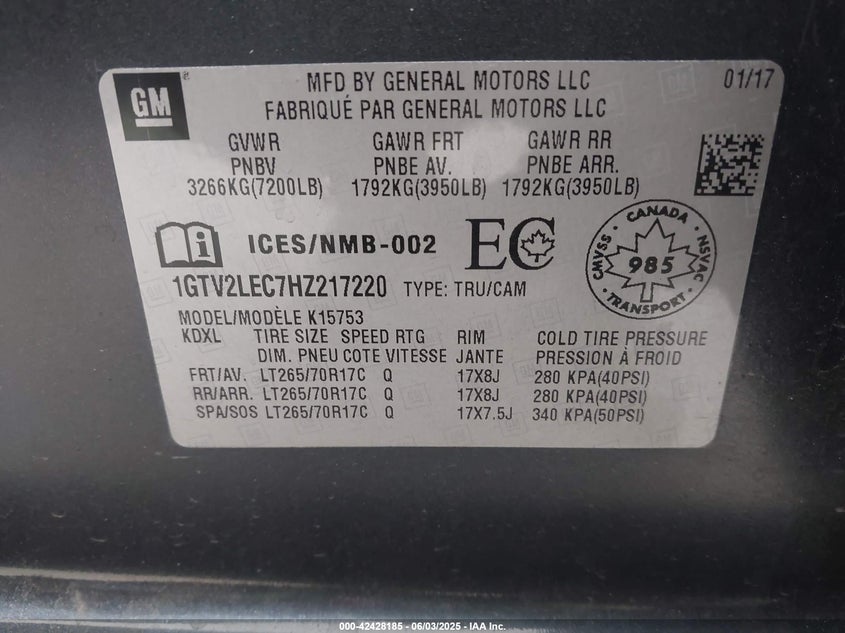 GM
MFD BY GENERAL MOTORS LLC 01/17
FABRIQUÉ PAR GENERAL MOTORS LLC
GVWR GAWR FRT GAWR RR
PNBV PNBE AV. PNBE ARR.
3266KG(7200LB) 1792KG(3950LB) 1792KG(3950LB)
ICES/NMB-002 EC
CANADA
CMVSS 985 NSVAC
TRANSPORT
1GTV2LEC7HZ217220 TYPE: TRU/CAM
MODEL/MODÈLE K15753
KDXL TIRE SIZE SPEED RTG RIM COLD TIRE PRESSURE
DIM. PNEU COTE VITESSE JANTE PRESSION À FROID
FRT/AV. LT265/70R17C Q 17X8J 280 KPA(40PSI)
RR/ARR. LT265/70R17C Q 17X8J 280 KPA(40PSI)
SPA/SOS LT265/70R17C Q 17X7.5J 340 KPA(50PSI)
000-42428185 - 06/03/2025 - IAA Inc.